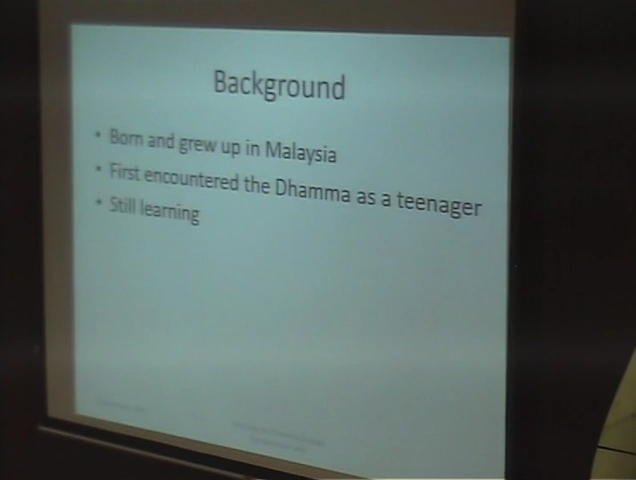 Background
• Born and grew up in Malaysia
• First encountered the Dhamma as a teenager
• Still learning